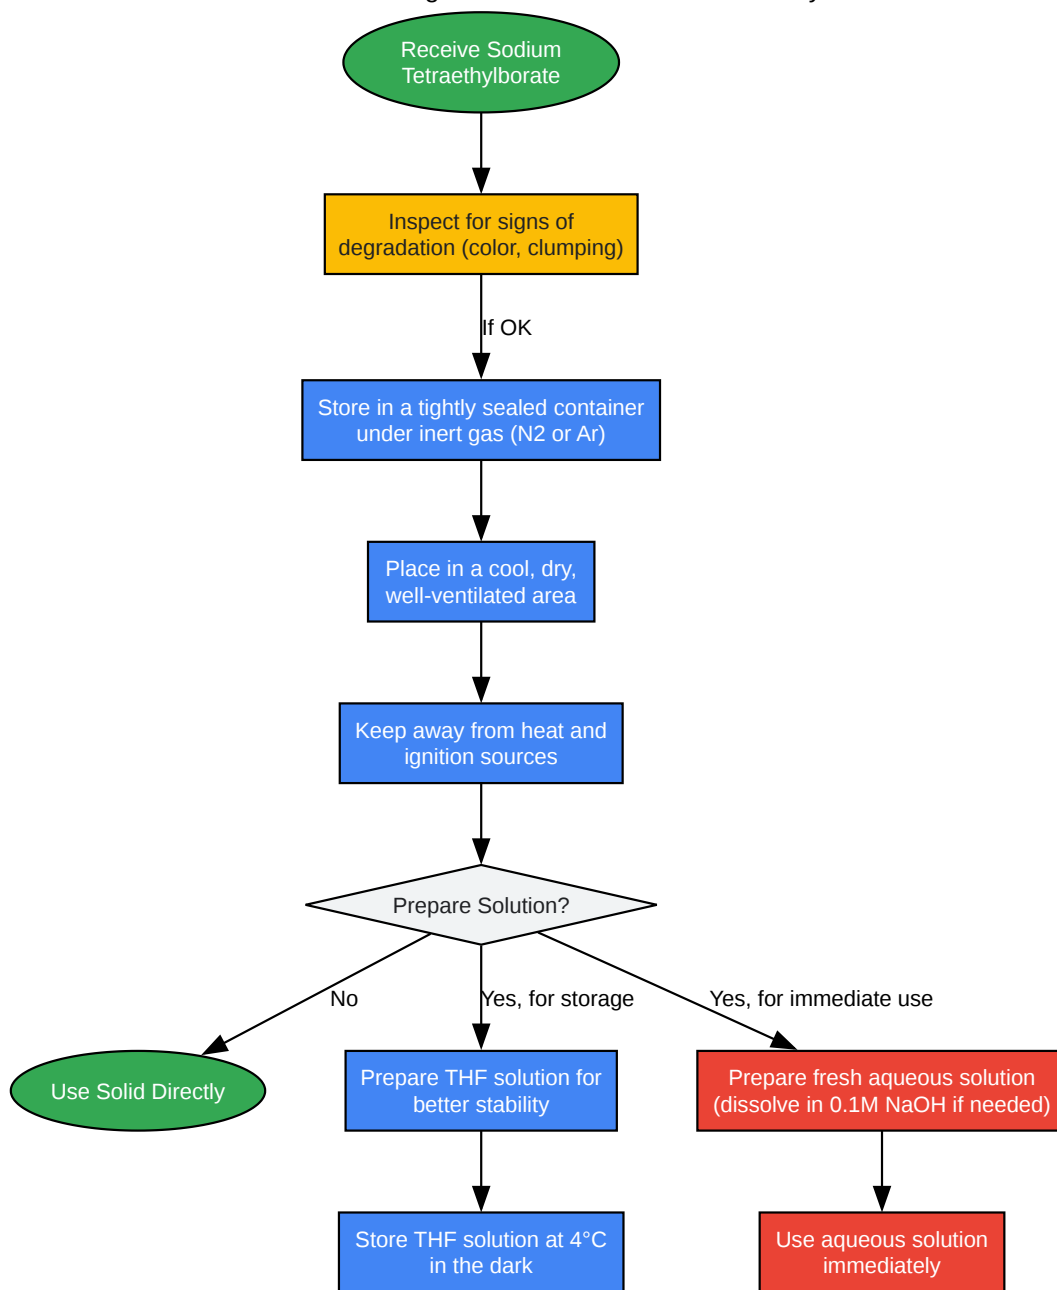 Receive Sodium
Tetraethylborate
Inspect for signs of
degradation (color, clumping)
If OK
Store in a tightly sealed container
under inert gas (N2 or Ar)
Place in a cool, dry,
well-ventilated area
Keep away from heat and
ignition sources
Prepare Solution?
No
Yes, for storage
Yes, for immediate use
Use Solid Directly
Prepare THF solution for
better stability
Prepare fresh aqueous solution
(dissolve in 0.1M NaOH if needed)
Store THF solution at 4°C
in the dark
Use aqueous solution
immediately